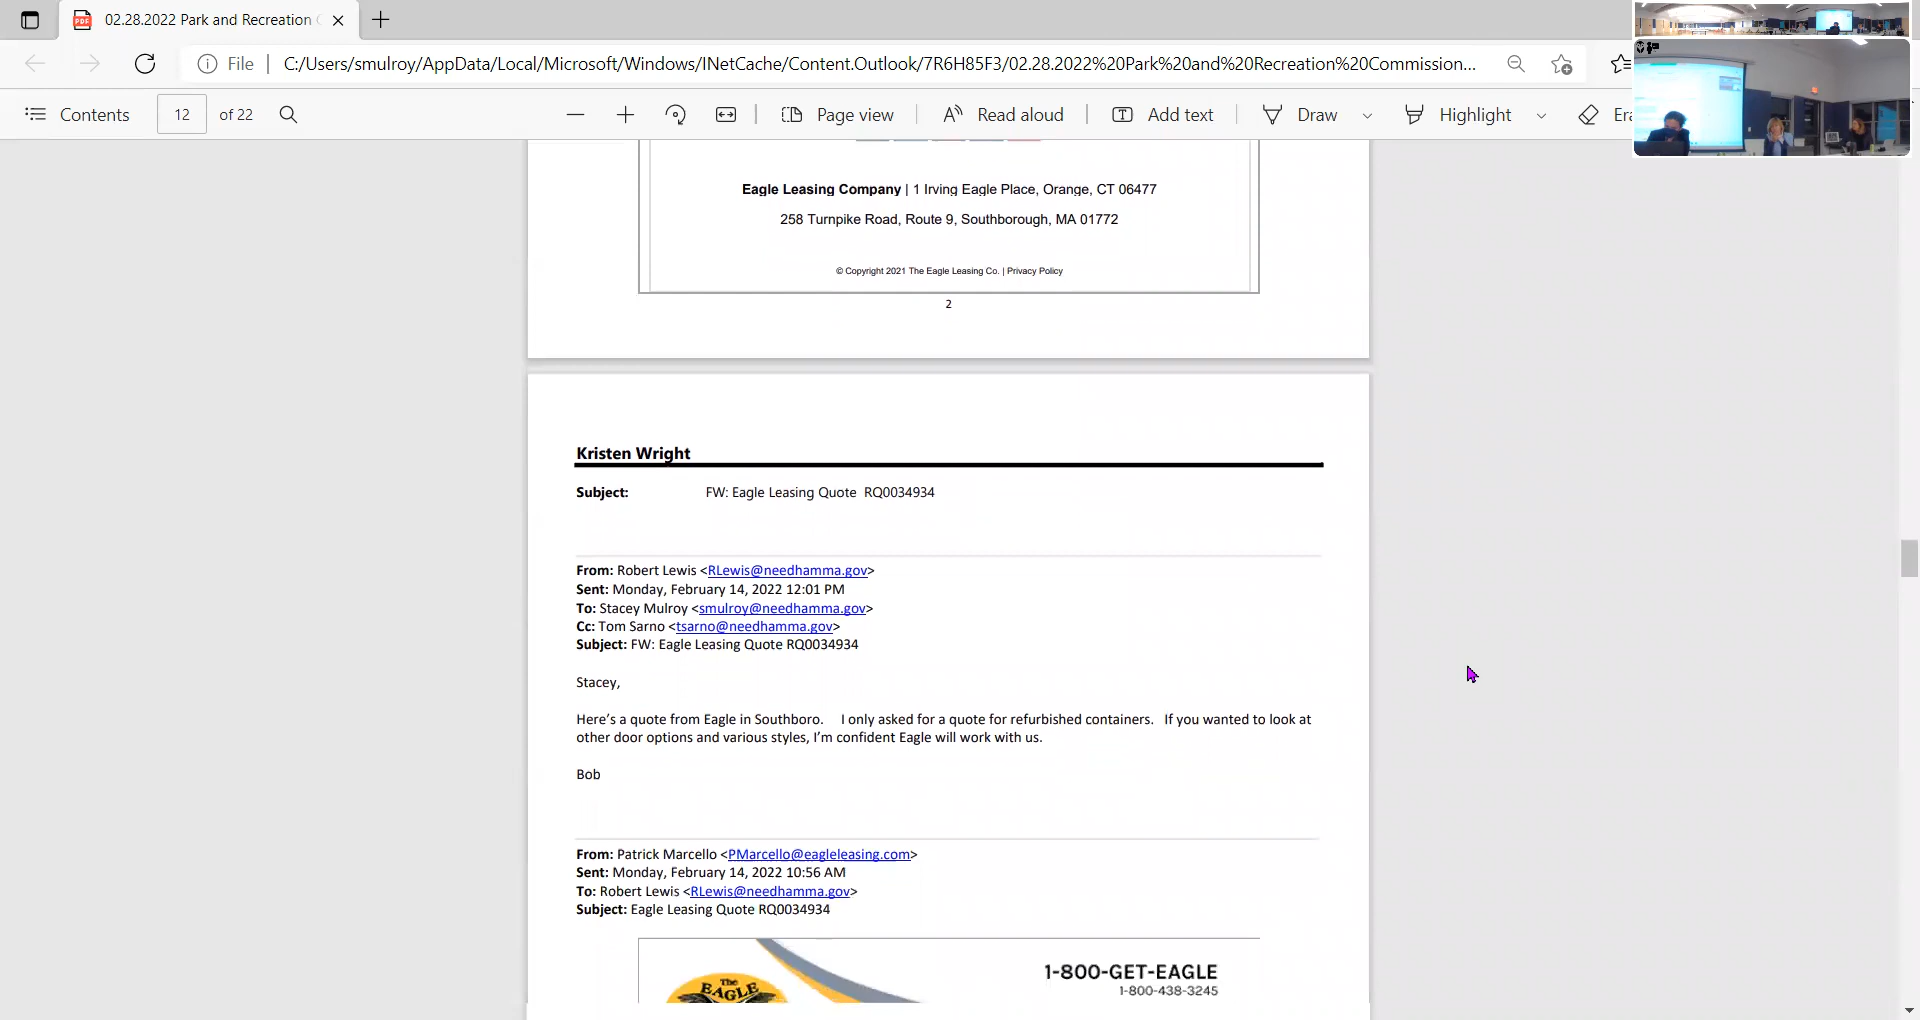 02.28.2022 Park and Recreation
File
C:/Users/smulroy/AppData/Local/Microsoft/Windows/INetCache/Content.Outlook/7R6H85F3/02.28.2022%20Park%20and%20Recreation%20Commission...
Contents
12
of 22
Page view
Read aloud
Add text
Draw
Highlight
Era
Eagle Leasing Company | 1 Irving Eagle Place, Orange, CT 06477
258 Turnpike Road, Route 9, Southborough, MA 01772
© Copyright 2021 The Eagle Leasing Co. | Privacy Policy
2
Kristen Wright
Subject: FW: Eagle Leasing Quote RQ0034934
From: Robert Lewis <RLewis@needhamma.gov>
Sent: Monday, February 14, 2022 12:01 PM
To: Stacey Mulroy <smulroy@needhamma.gov>
Cc: Tom Sarno <tsarno@needhamma.gov>
Subject: FW: Eagle Leasing Quote RQ0034934
Stacey,
Here's a quote from Eagle in Southboro. I only asked for a quote for refurbished containers. If you wanted to look at
other door options and various styles, I'm confident Eagle will work with us.
Bob
From: Patrick Marcello <PMarcello@eagleleasing.com>
Sent: Monday, February 14, 2022 10:56 AM
To: Robert Lewis <RLewis@needhamma.gov>
Subject: Eagle Leasing Quote RQ0034934
The
EAGLE
1-800-GET-EAGLE
1-800-438-3245